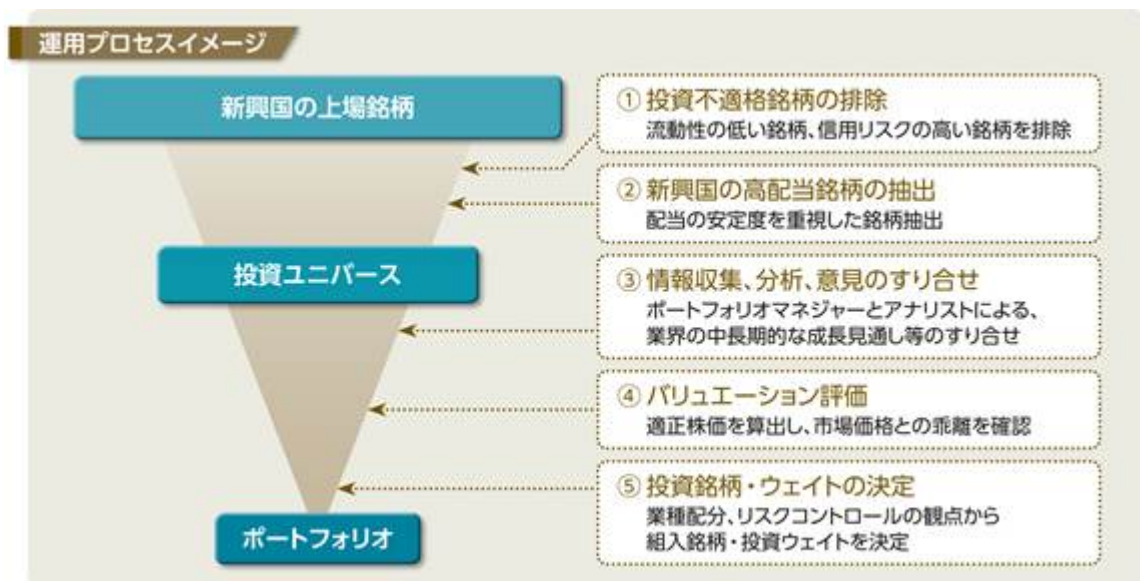 運用プロセスイメージ
新興国の上場銘柄
① 投資不適格銘柄の排除
流動性の低い銘柄、信用リスクの高い銘柄を排除
② 新興国の高配当銘柄の抽出
配当の安定度を重視した銘柄抽出
投資ユニバース
③ 情報収集、分析、意見のすり合せ
ポートフォリオマネジャーとアナリストによる、
業界の中長期的な成長見通し等のすり合せ
④ バリュエーション評価
適正株価を算出し、市場価格との乖離を確認
⑤ 投資銘柄・ウェイトの決定
業種配分、リスクコントロールの観点から
組入銘柄・投資ウェイトを決定
ポートフォリオ